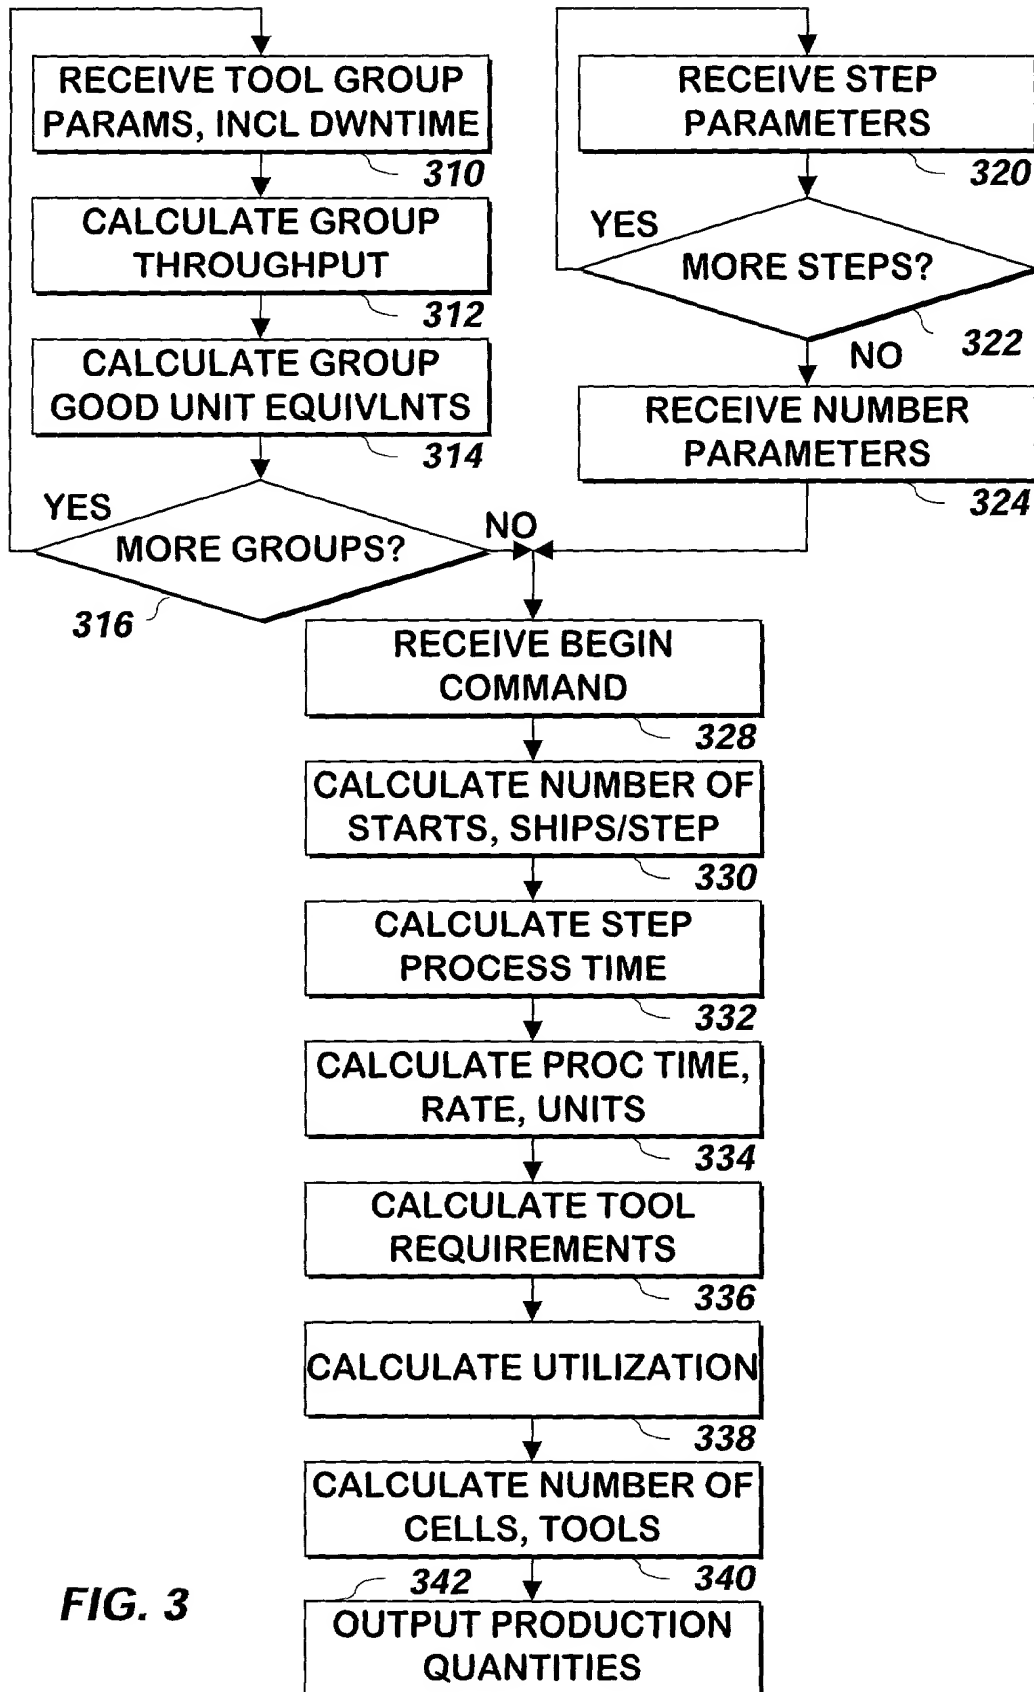 RECEIVE TOOL GROUP
PARAMS, INCL DWNTIME
310
CALCULATE GROUP
THROUGHPUT
312
CALCULATE GROUP
GOOD UNIT EQUIVLNTS
314
YES
MORE GROUPS?
NO
316
RECEIVE STEP
PARAMETERS
320
YES
MORE STEPS?
322
NO
RECEIVE NUMBER
PARAMETERS
324
RECEIVE BEGIN
COMMAND
328
CALCULATE NUMBER OF
STARTS, SHIPS/STEP
330
CALCULATE STEP
PROCESS TIME
332
CALCULATE PROC TIME,
RATE, UNITS
334
CALCULATE TOOL
REQUIREMENTS
336
CALCULATE UTILIZATION
338
CALCULATE NUMBER OF
CELLS, TOOLS
340
342
OUTPUT PRODUCTION
QUANTITIES
FIG. 3